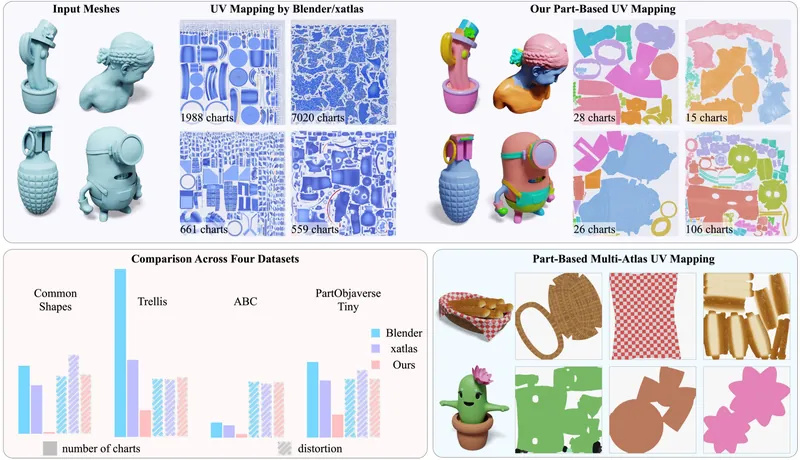 Input Meshes
UV Mapping by Blender/xatlas
Our Part-Based UV Mapping
1988 charts
7020 charts
28 charts
15 charts
661 charts
559 charts
26 charts
106 charts
Comparison Across Four Datasets
Common
Shapes
Trellis
ABC
PartObjaverse
Tiny
Blender
xatlas
Ours
number of charts
distortion
Part-Based Multi-Atlas UV Mapping